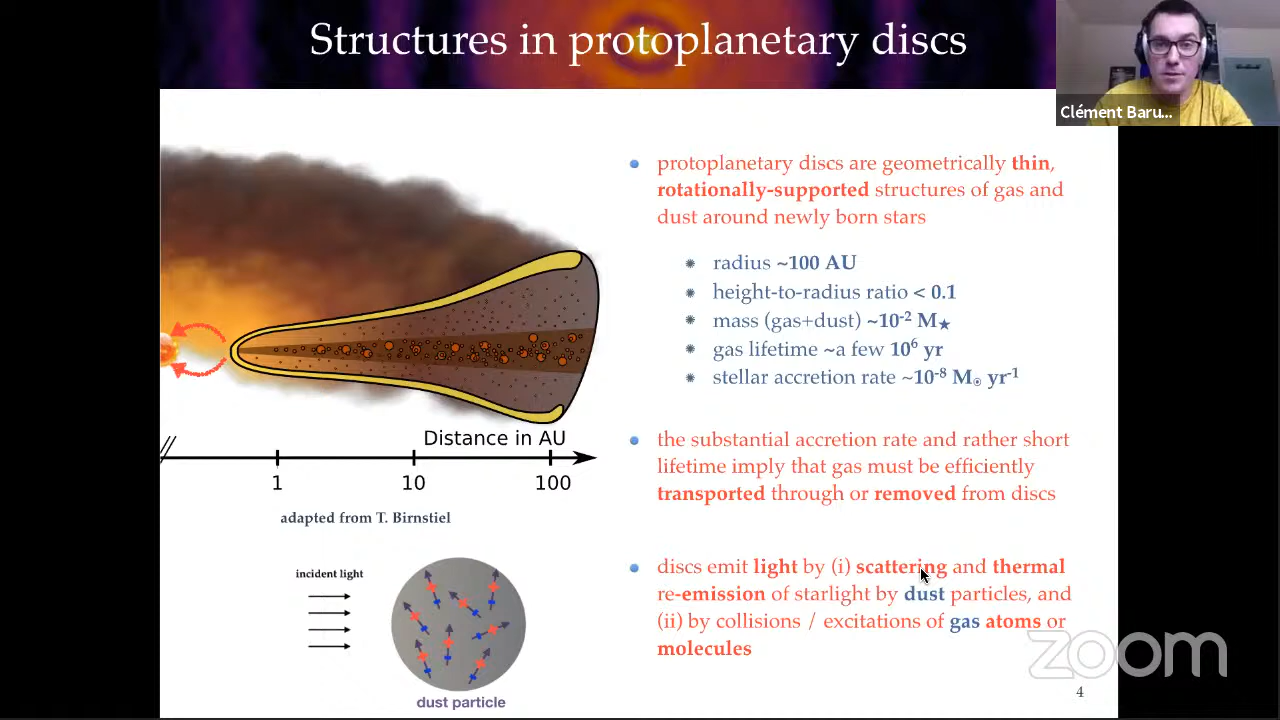 Structures in protoplanetary discs
Clément Baru...
protoplanetary discs are geometrically thin,
rotationally-supported structures of gas and
dust around newly born stars
radius ~100 AU
height-to-radius ratio < 0.1
mass (gas+dust) ~10⁻² M★
gas lifetime ~a few 10⁶ yr
stellar accretion rate ~10⁻⁸ M☉ yr⁻¹
Distance in AU
1 10 100
adapted from T. Birnstiel
the substantial accretion rate and rather short
lifetime imply that gas must be efficiently
transported through or removed from discs
incident light
dust particle
discs emit light by (i) scattering and thermal
re-emission of starlight by dust particles, and
(ii) by collisions / excitations of gas atoms or
molecules
zoom
4